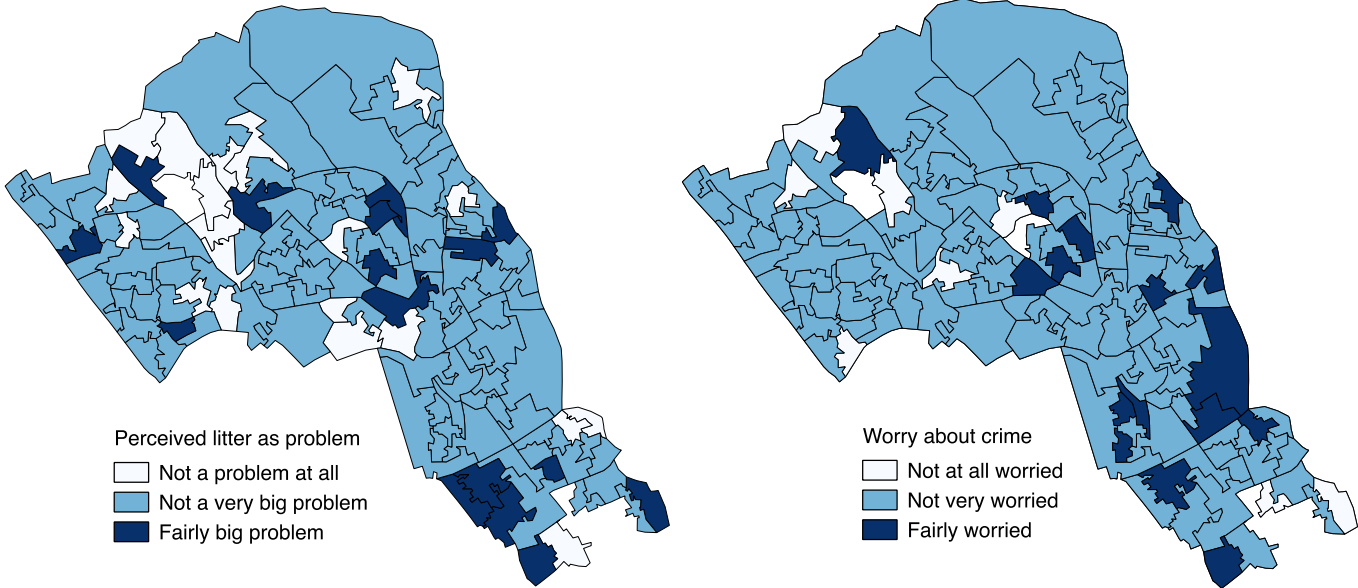 Perceived litter as problem
Not a problem at all
Not a very big problem
Fairly big problem
Worry about crime
Not at all worried
Not very worried
Fairly worried